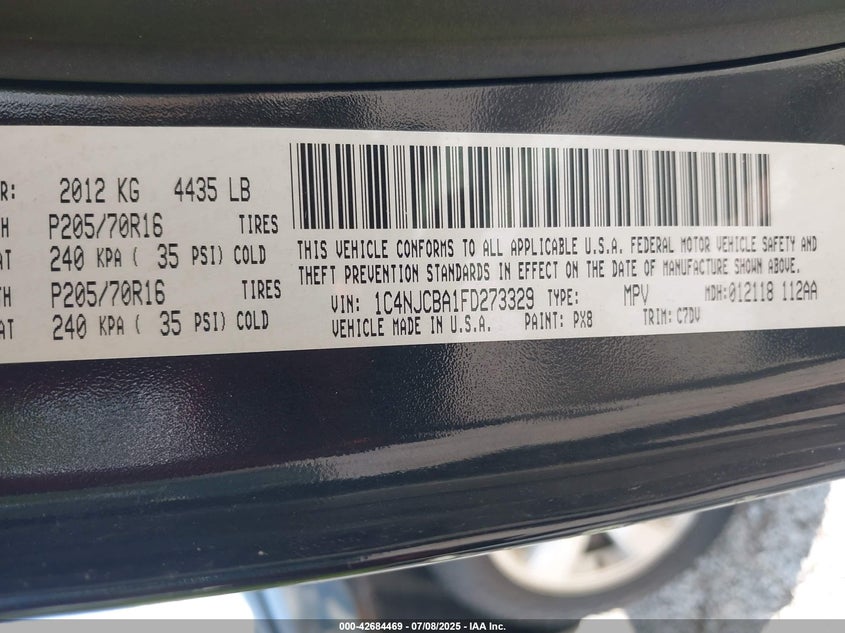 R: 2012 KG 4435 LB
TH P205/70R16 TIRES
AT 240 KPA ( 35 PSI) COLD
TH P205/70R16 TIRES
AT 240 KPA ( 35 PSI) COLD
THIS VEHICLE CONFORMS TO ALL APPLICABLE U.S.A. FEDERAL MOTOR VEHICLE SAFETY AND
THEFT PREVENTION STANDARDS IN EFFECT ON THE DATE OF MANUFACTURE SHOWN ABOVE.
VIN: 1C4NJCBA1FD273329 TYPE: MPV MDH:012118 112AA
VEHICLE MADE IN U.S.A. PAINT: PX8 TRIM: C7DV
000-42684469 - 07/08/2025 - IAA Inc.